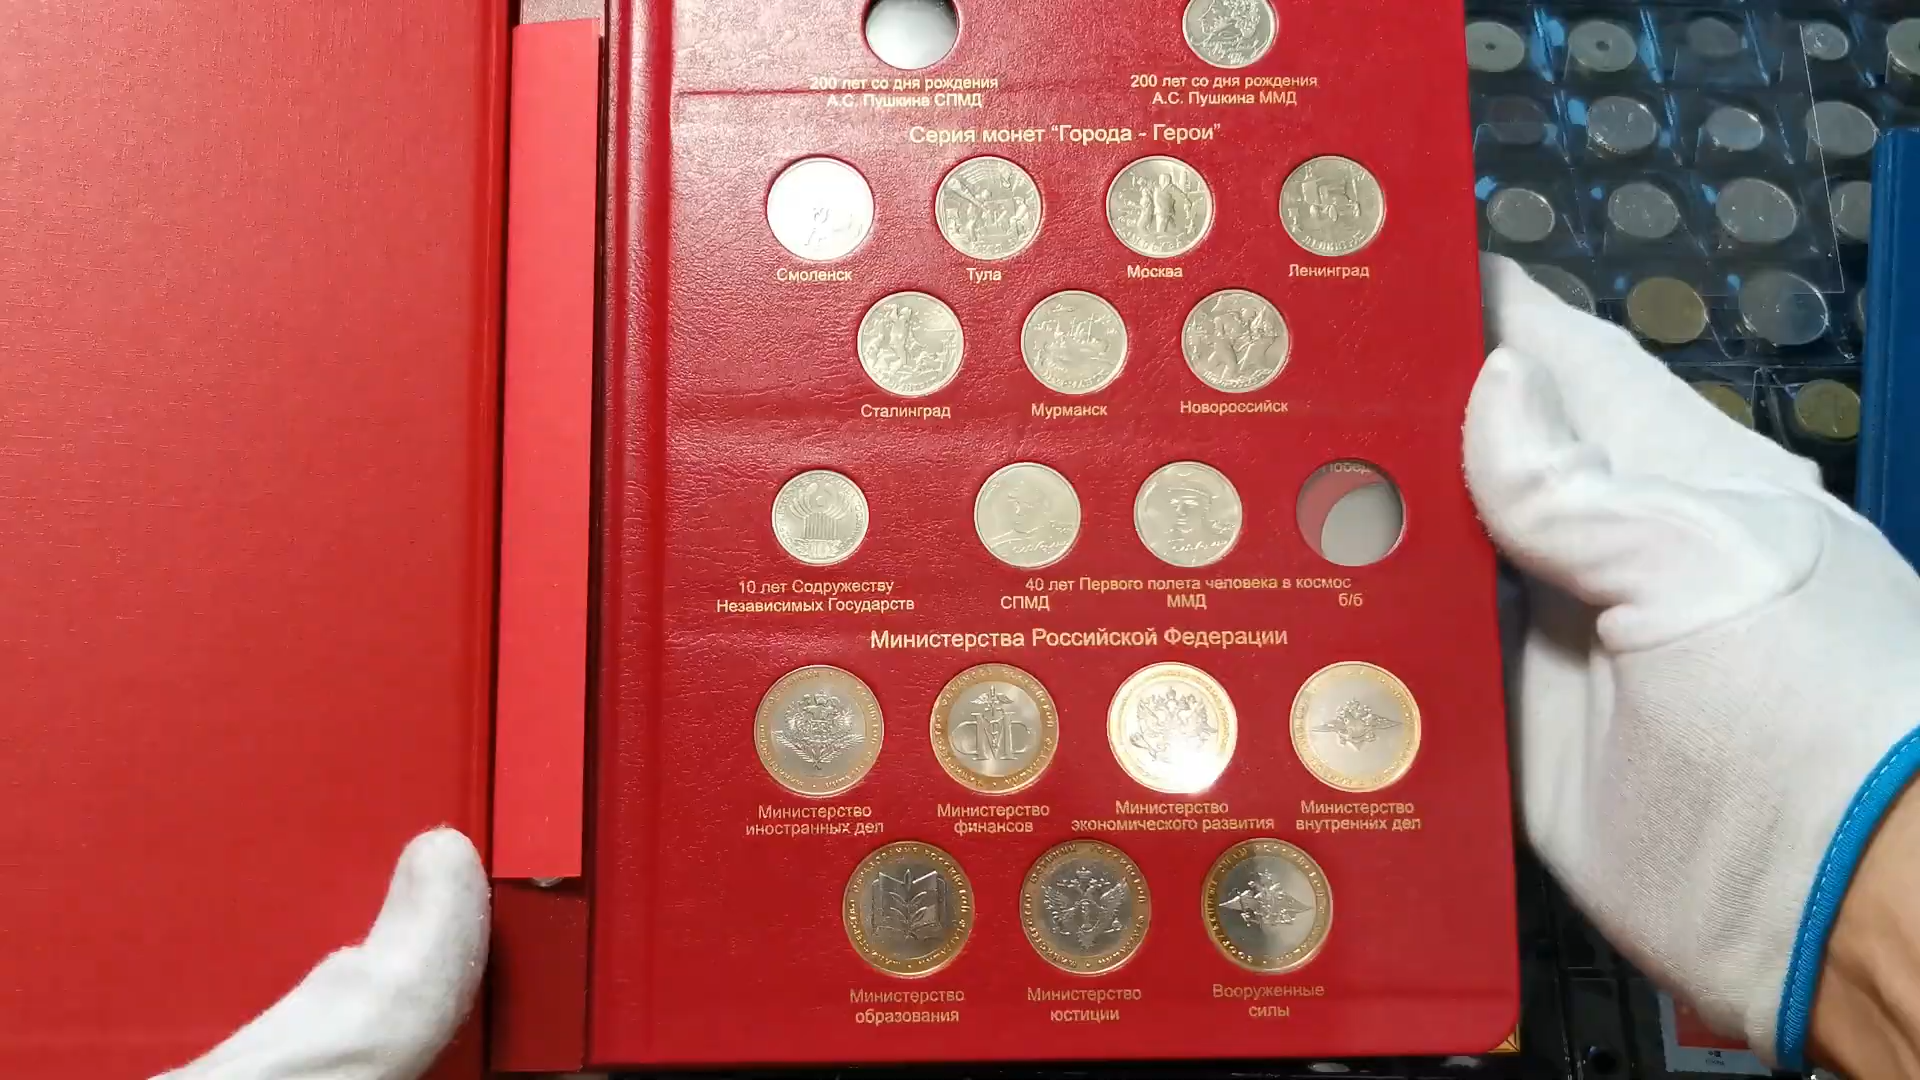 200 лет со дня рождения
А.С. Пушкина СПМД
200 лет со дня рождения
А.С. Пушкина ММД
Серия монет “Города - Герои”
Смоленск
Тула
Москва
Ленинград
Сталинград
Мурманск
Новороссийск
10 лет Содружеству
Независимых Государств
40 лет Первого полета человека в космос
СПМД
ММД
б/б
Министерства Российской Федерации
Министерство
иностранных дел
Министерство
финансов
Министерство
экономического развития
Министерство
внутренних дел
Министерство
образования
Министерство
юстиции
Вооруженные
силы